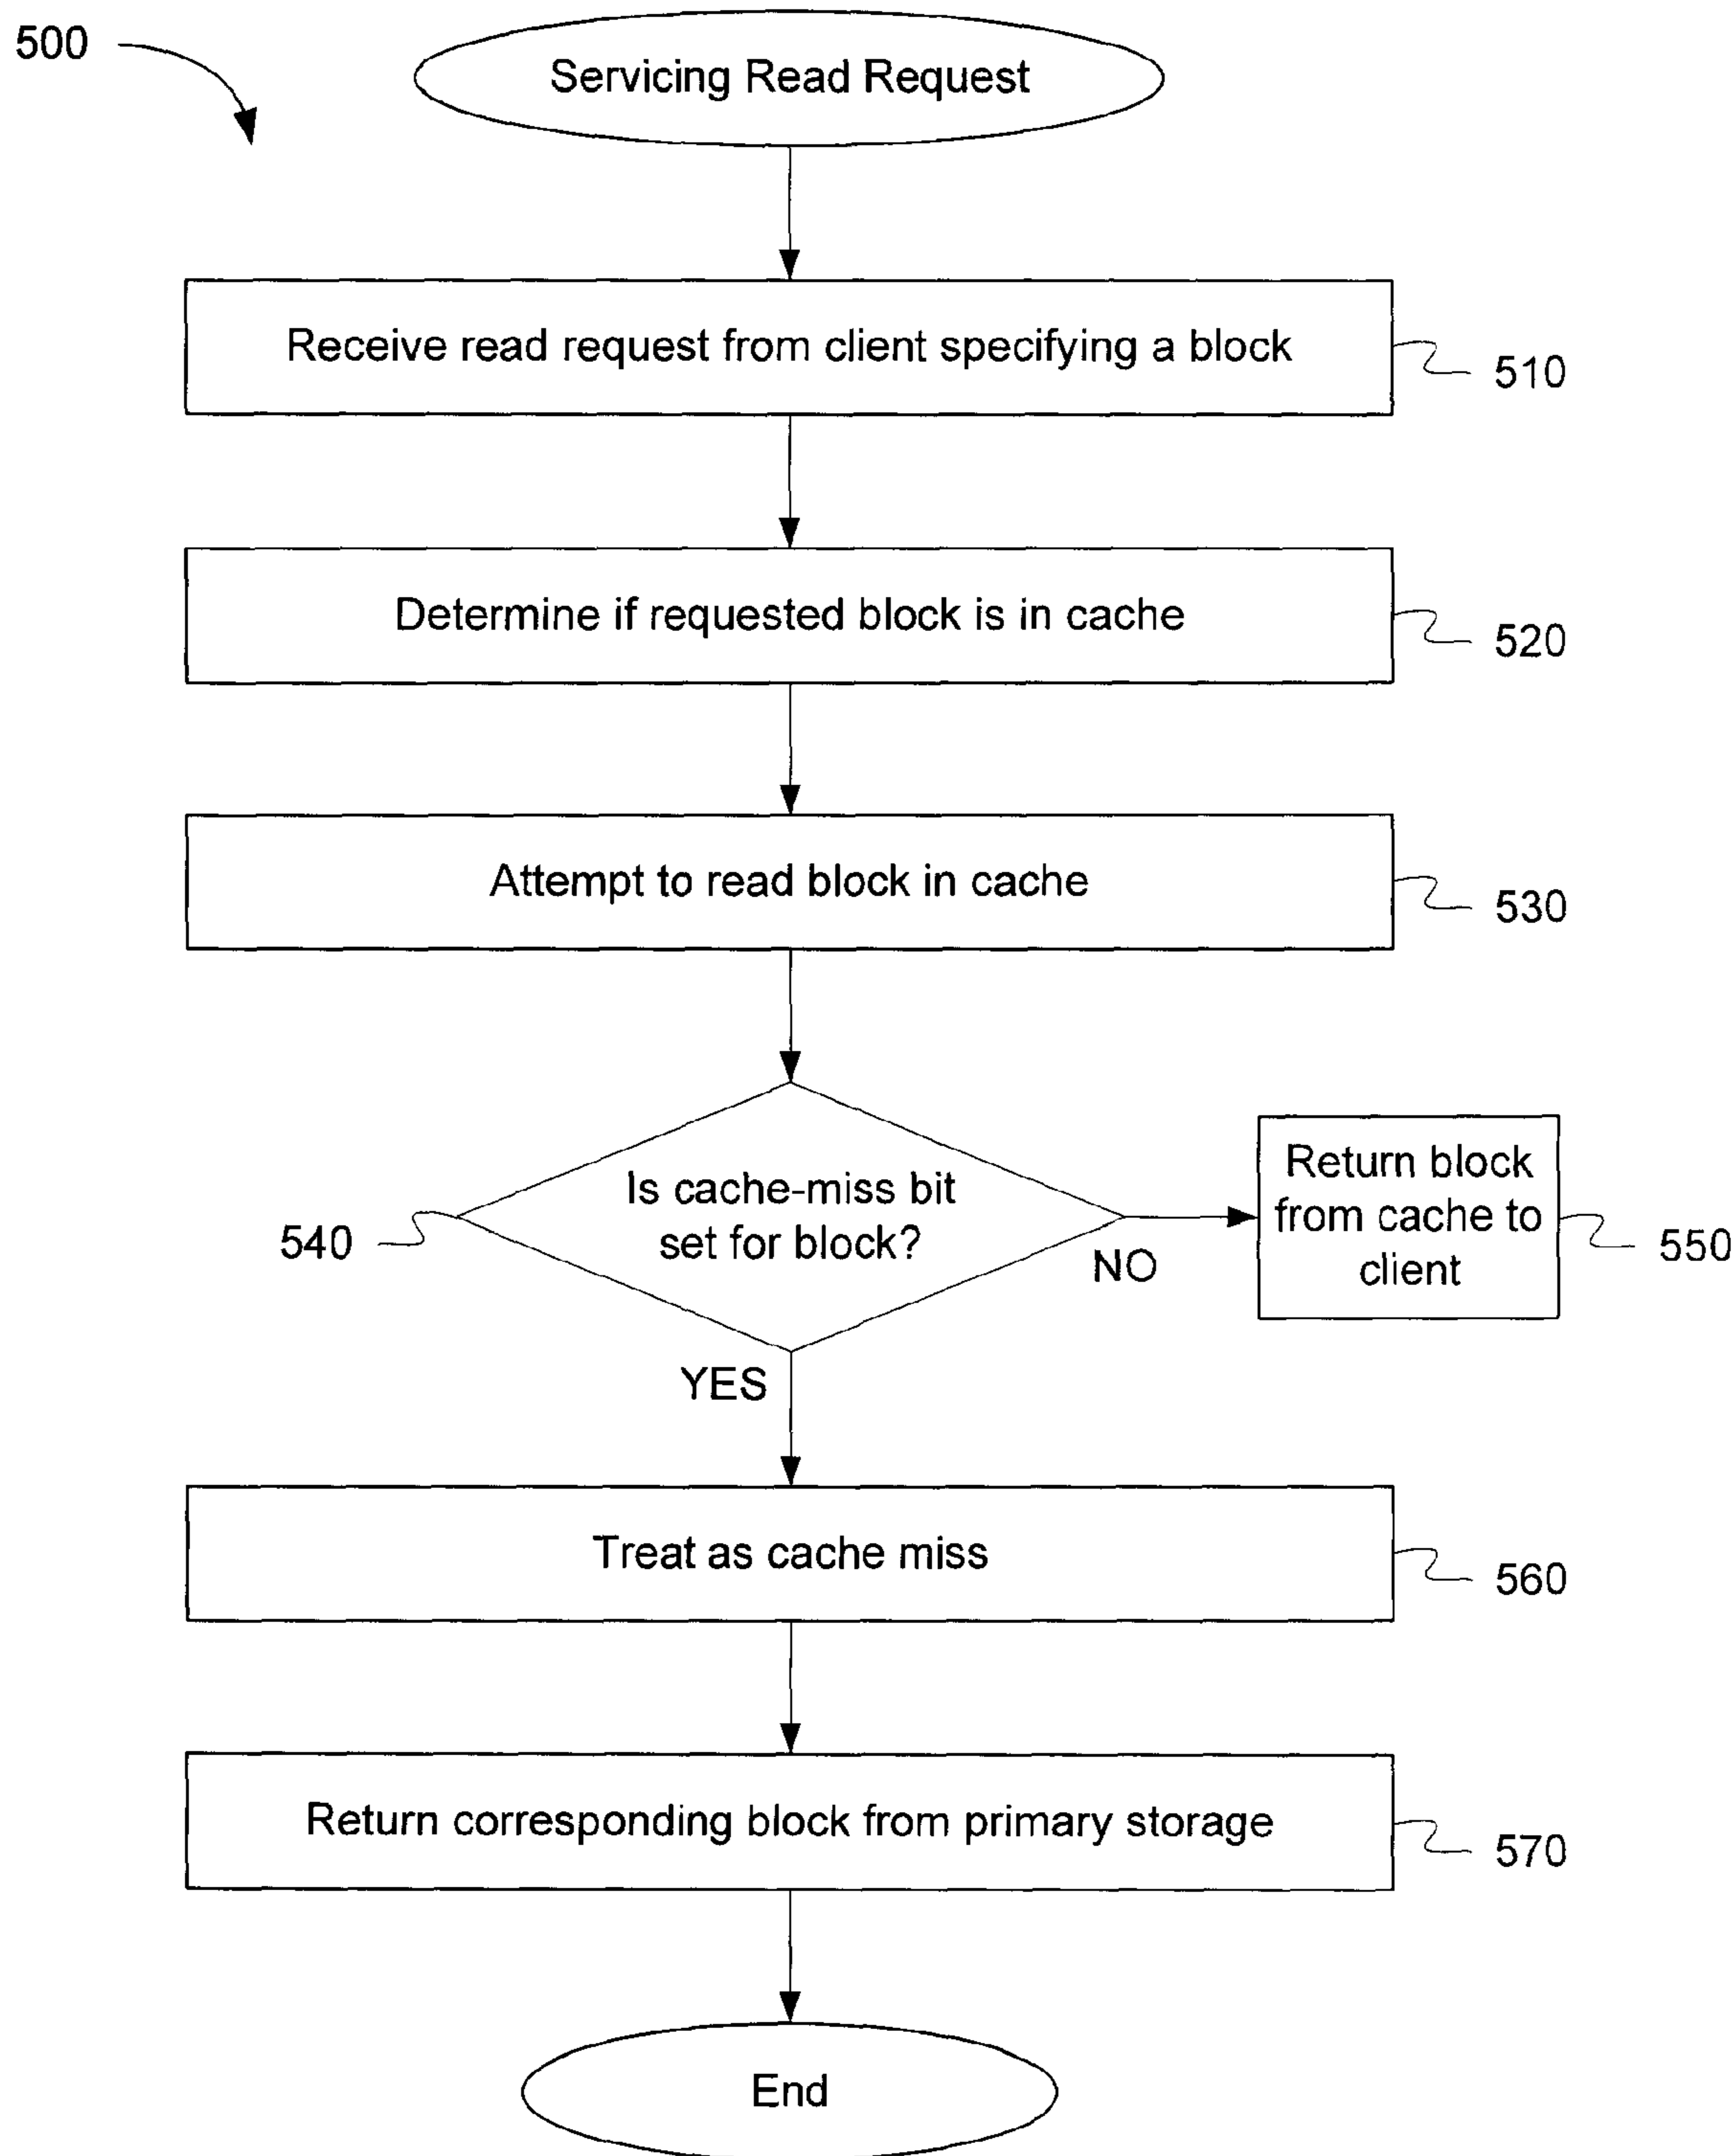 500
Servicing Read Request
Receive read request from client specifying a block
510
Determine if requested block is in cache
520
Attempt to read block in cache
530
Is cache-miss bit
set for block?
540
NO
Return block
from cache to
client
550
YES
Treat as cache miss
560
Return corresponding block from primary storage
570
End